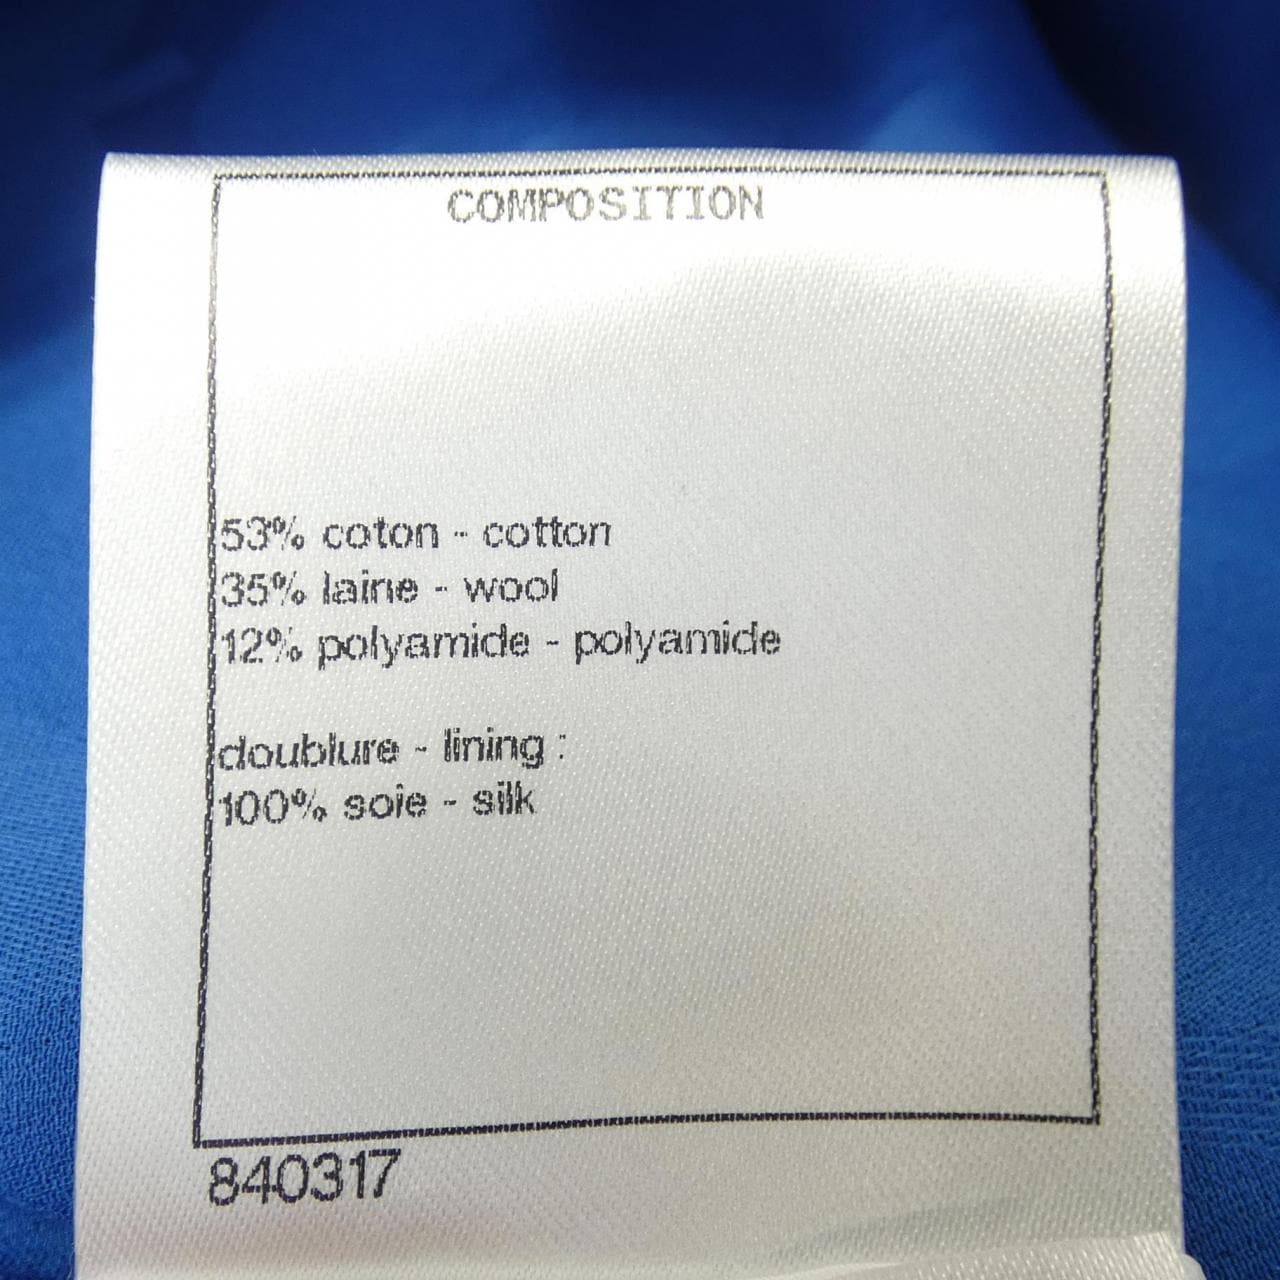 COMPOSITION
53% coton - cotton
35% laine - wool
12% polyamide - polyamide
doublure - lining :
100% soie - silk
840317